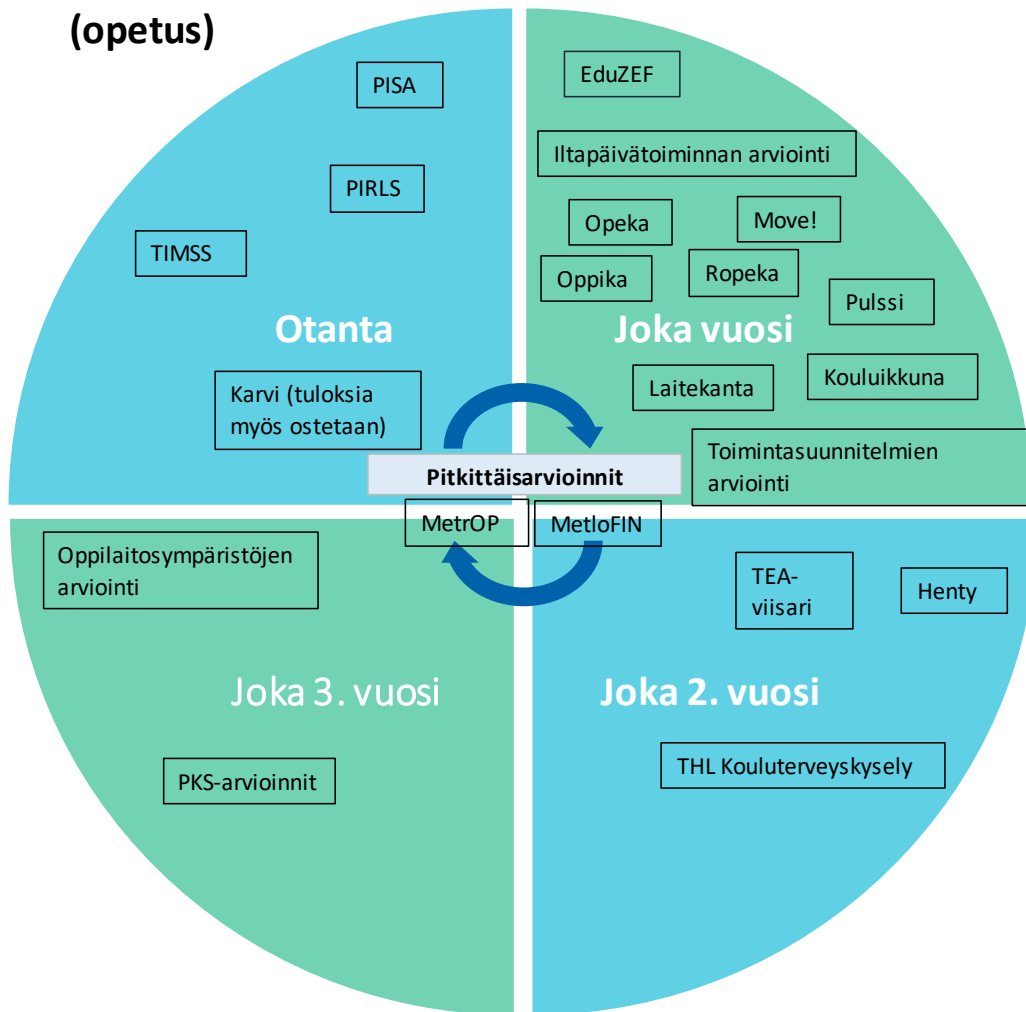 (opetus)
PISA
PIRLS
TIMSS
Otanta
Karvi (tuloksia
myös ostetaan)
EduZEF
Iltapäivätoiminnan arviointi
Opeka
Move!
Oppika
Ropeka
Pulssi
Joka vuosi
Laitekanta
Kouluikkuna
Toimintasuunnitelmien
arviointi
Pitkittäisarvioinnit
MetrOP
MetloFIN
Oppilaitosympäristöjen
arviointi
Joka 3. vuosi
PKS-arvioinnit
TEA-
viisari
Henty
Joka 2. vuosi
THL Kouluterveyskysely